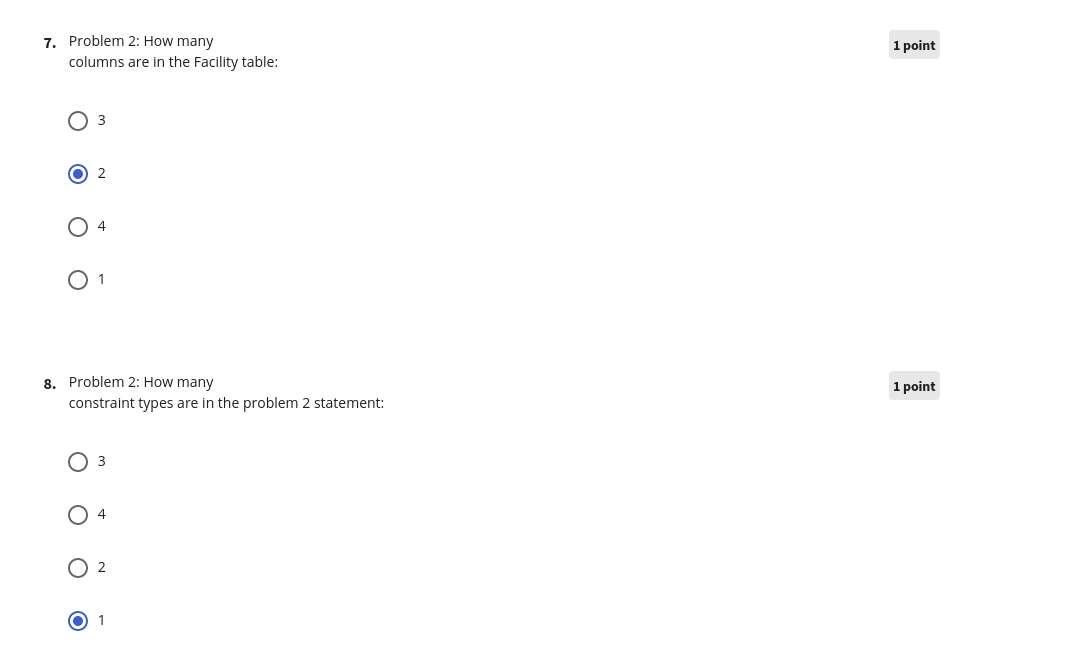 7. Problem 2: How many
columns are in the Facility table:
1 point
3
2
4
1
8. Problem 2: How many
constraint types are in the problem 2 statement:
1 point
3
4
2
1